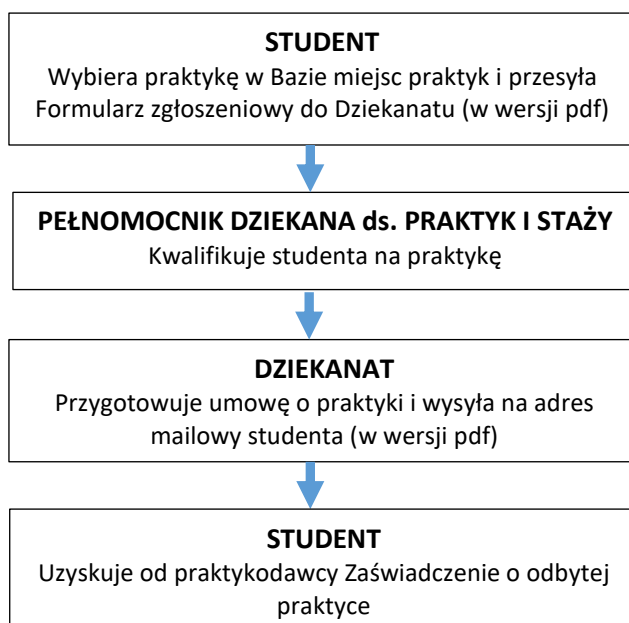 STUDENT
Wybiera praktykę w Bazie miejsc praktyk i przesyła
Formularz zgłoszeniowy do Dziekanatu (w wersji pdf)
PEŁNOMOCNIK DZIEKANA ds. PRAKTYK I STAŻY
Kwalifikuje studenta na praktykę
DZIEKANAT
Przygotowuje umowę o praktyki i wysyła na adres
mailowy studenta (w wersji pdf)
STUDENT
Uzyskuje od praktykodawcy Zaświadczenie o odbytej
praktyce